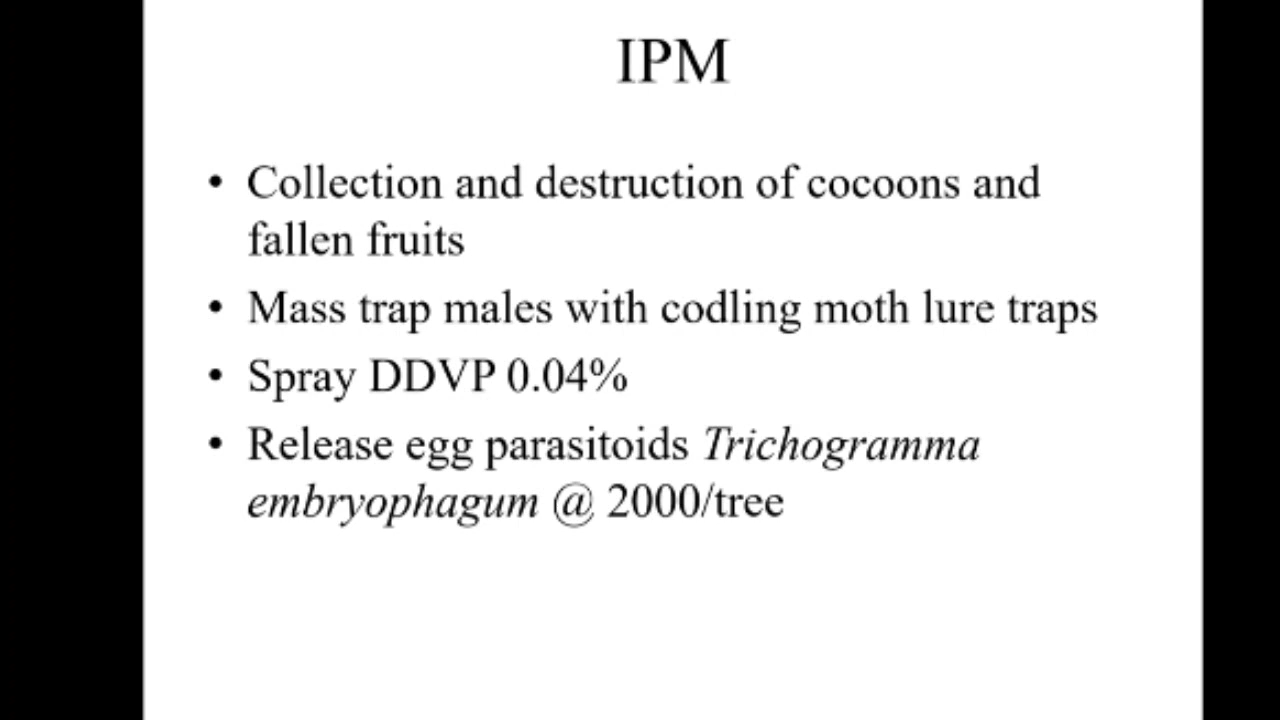 IPM
• Collection and destruction of cocoons and
fallen fruits
• Mass trap males with codling moth lure traps
• Spray DDVP 0.04%
• Release egg parasitoids Trichogramma
embryophagum @ 2000/tree